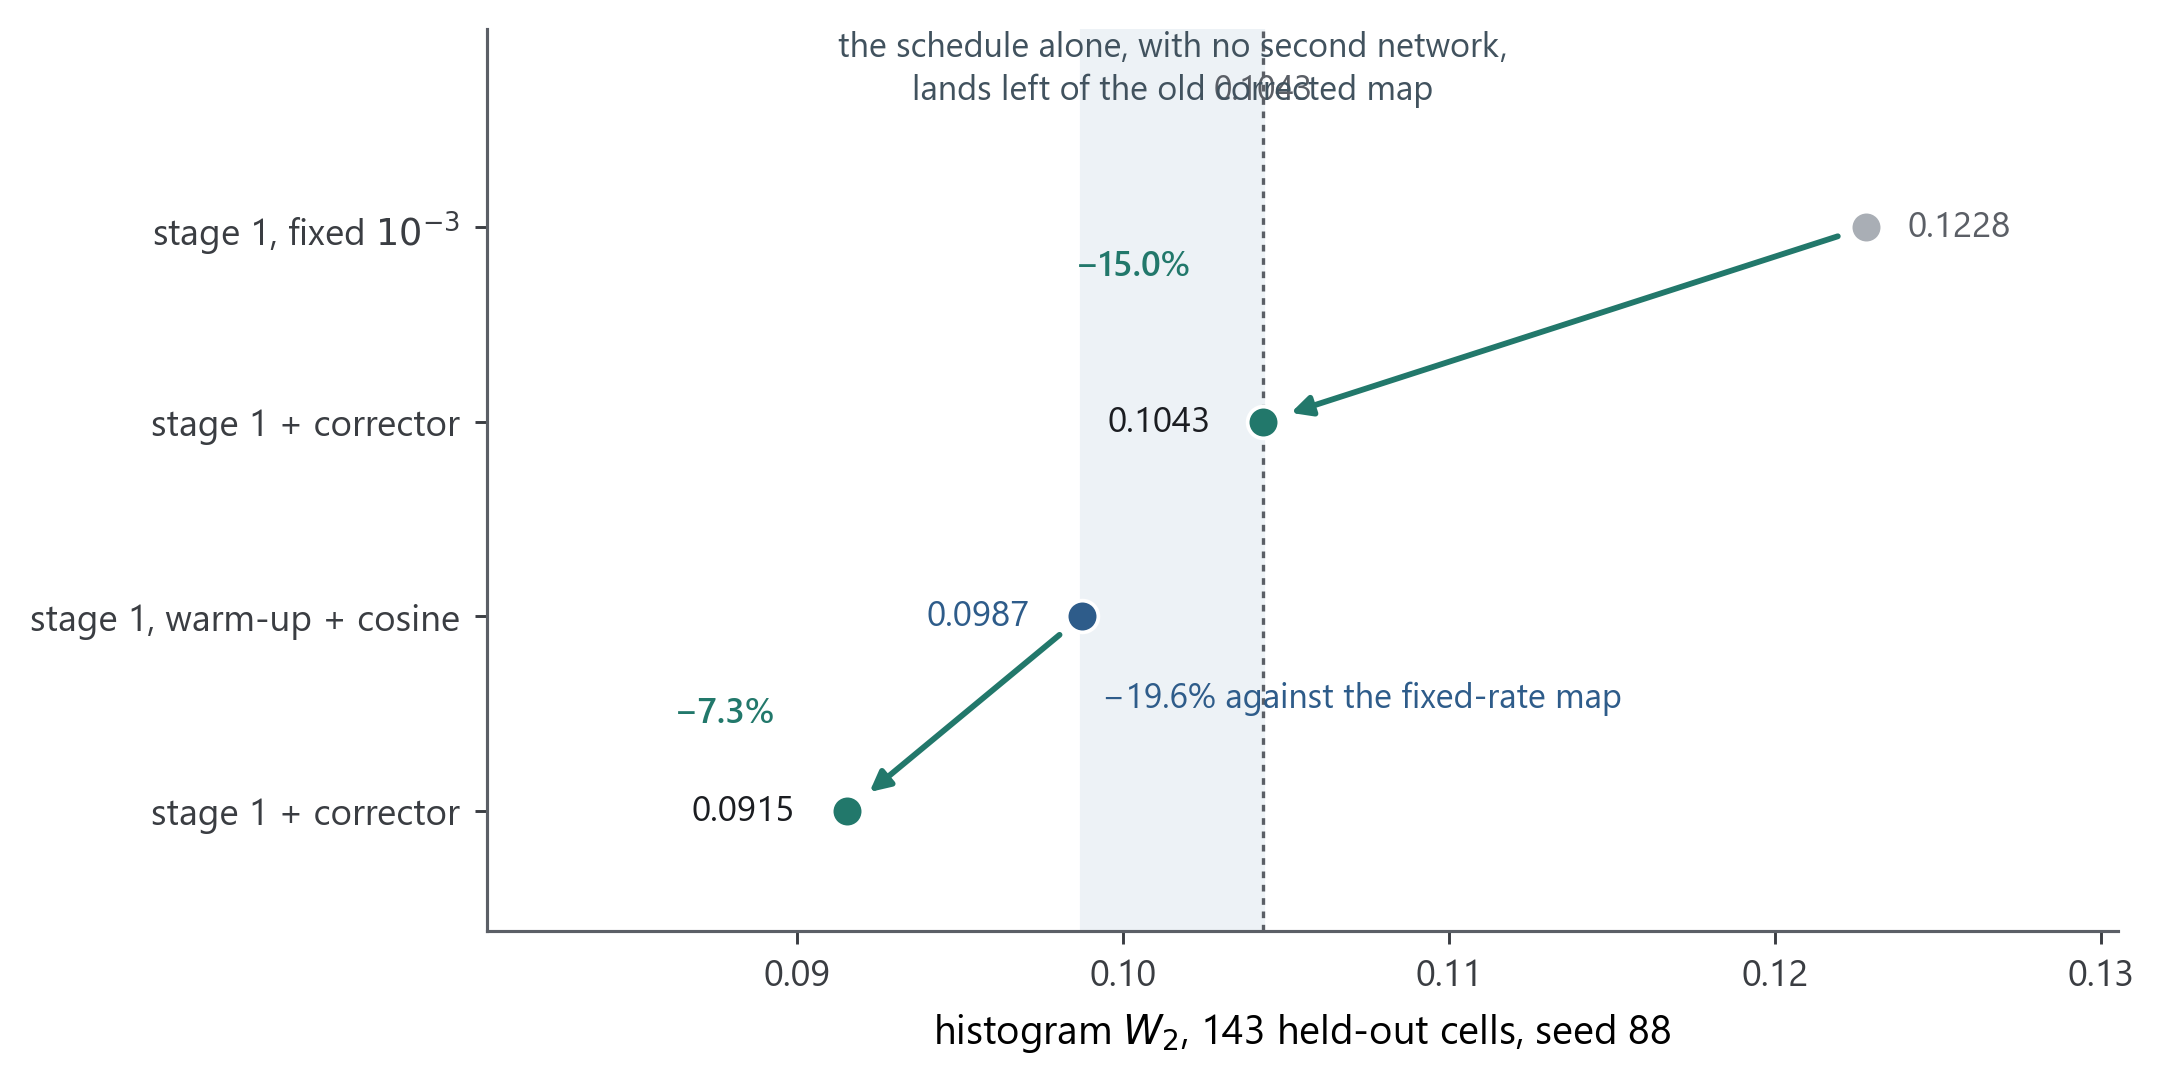 the schedule alone, with no second network,
lands left of the old corrected map
0.1043
stage 1, fixed 10⁻³
0.1228
−15.0%
stage 1 + corrector
0.1043
stage 1, warm-up + cosine
0.0987
−19.6% against the fixed-rate map
−7.3%
stage 1 + corrector
0.0915
0.09 0.10 0.11 0.12 0.13
histogram W₂, 143 held-out cells, seed 88